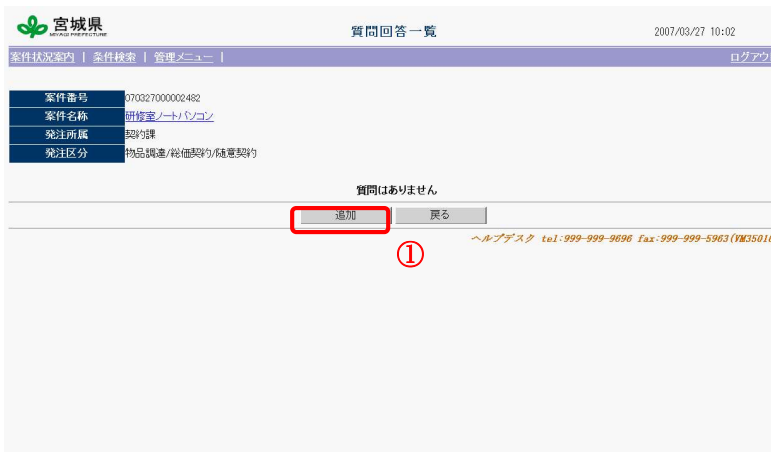 宮城県 質問回答一覧 2007/03/27 10:02
MIYAGI PREFECTURE
案件状況案内 | 条件検索 | 管理メニュー | ログアウ
案件番号 070327000002482
案件名称 研修室ノートパソコン
発注所属 契約課
発注区分 物品調達/総価契約/随意契約
質問はありません
追加 戻る
①
ヘルプデスク tel:999-999-9696 fax:999-999-5963(VM35010